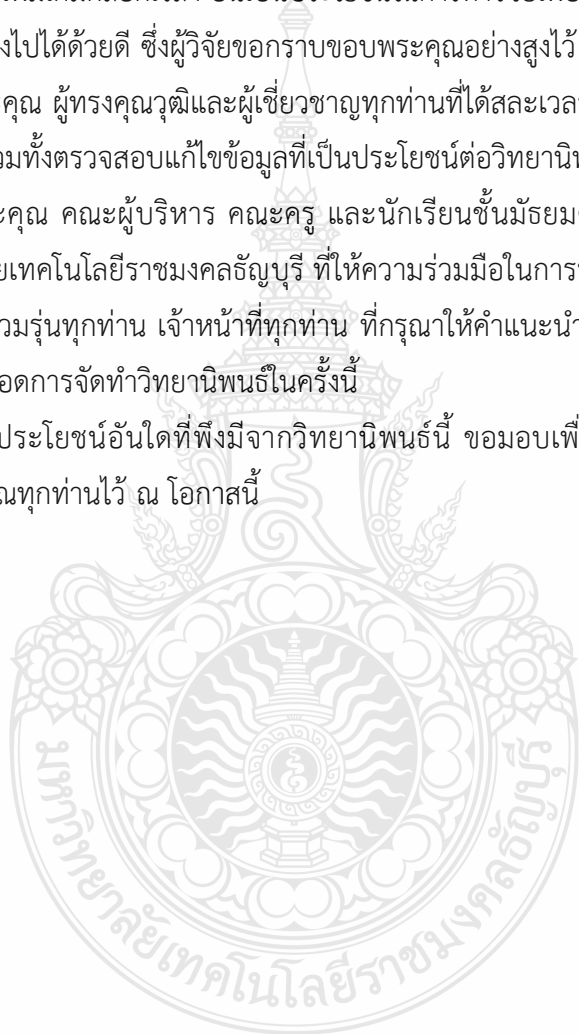 งไปได้ด้วยดี ซึ่งผู้วิจัยขอกราบขอบพระคุณอย่างสูงไว้
ะคุณ ผู้ทรงคุณวุฒิและผู้เชี่ยวชาญทุกท่านที่ได้สละเวลา
วมทั้งตรวจสอบแก้ไขข้อมูลที่เป็นประโยชน์ต่อวิทยานิพ
ะคุณ คณะผู้บริหาร คณะครู และนักเรียนชั้นมัธยม
ยเทคโนโลยีราชมงคลธัญบุรี ที่ให้ความร่วมมือในการ
วมรุ่นทุกท่าน เจ้าหน้าที่ทุกท่าน ที่กรุณาให้คำแนะนำ
อดการจัดทำวิทยานิพนธ์ในครั้งนี้
ประโยชน์อันใดที่พึงมีจากวิทยานิพนธ์นี้ ขอมอบเพื่
ณทุกท่านไว้ ณ โอกาสนี้
มหาวิทยาลัยเทคโนโลยีราชมงคลธัญบุรี